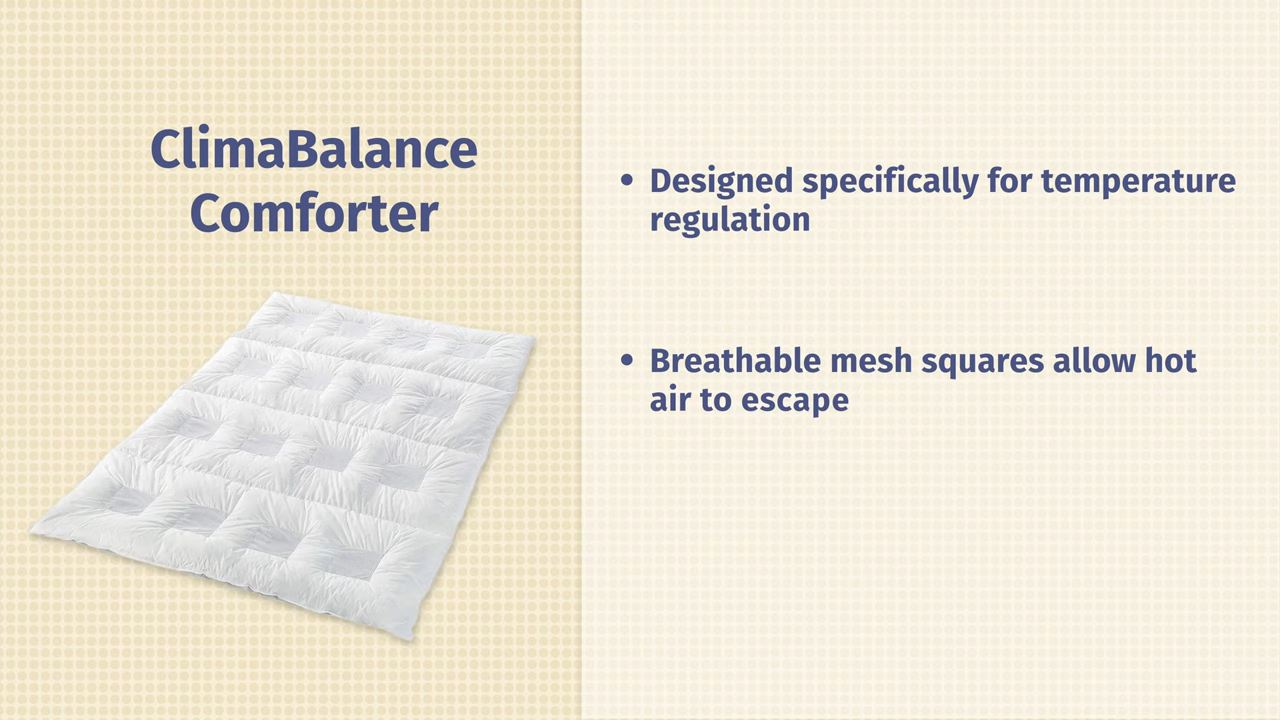 ClimaBalance
Comforter
• Designed specifically for temperature
regulation
• Breathable mesh squares allow hot
air to escape